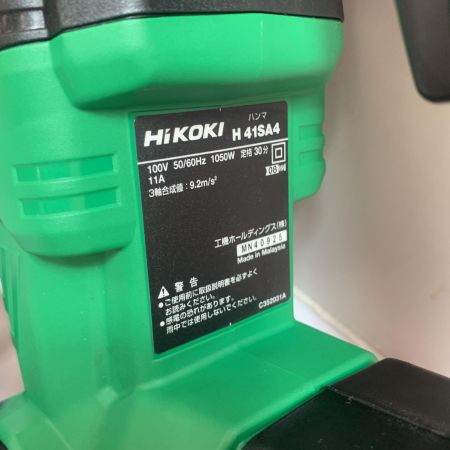 ハンマ
HiKOKI H 41SA4
100V 50/60Hz 1050W 定格 30分
11A
3軸合成値：9.2m/s²
工機ホールディングス(株)
MN40925
Made in Malaysia
⚠ 警告
●ご使用前に取扱説明書を必ずよく
お読みください。
●感電の恐れがあります。
雨中では使用しないでください。
C352031A